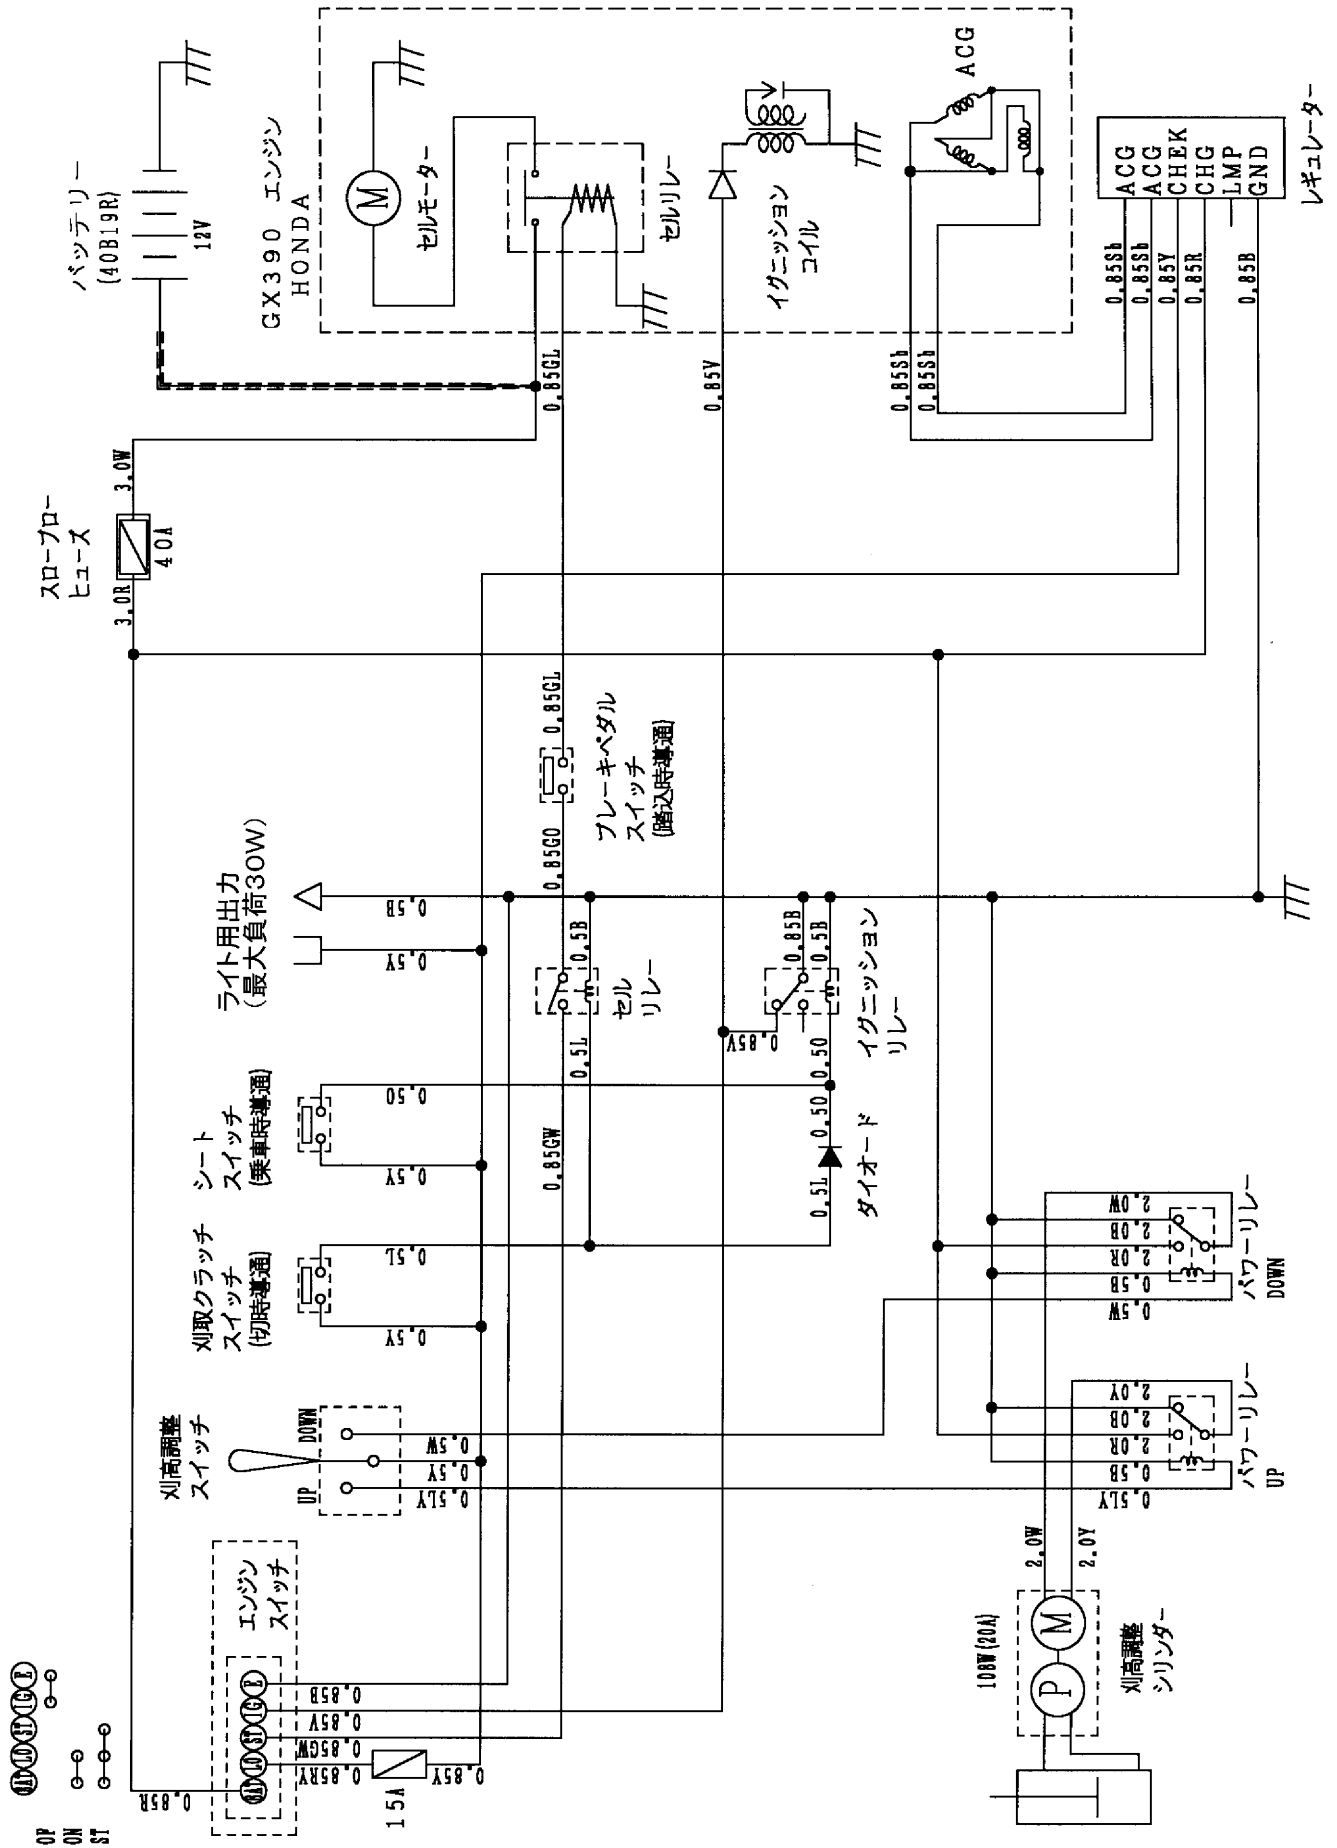 バッテリー
(40B19R)
12V
GX390 エンジン
HONDA
M
セルモーター
セルリレー
イグニッション
コイル
ACG
ACG
ACG
CHEK
CHG
LMP
GND
レギュレーター
0.85Sb
0.85Sb
0.85Y
0.85R
0.85B
0.85GL
0.85V
0.85Sb
0.85Sb
スローブロー
ヒューズ
3.0W
40A
3.0R
0.85GL
ブレーキペダル
スイッチ
(踏込時導通)
0.85GO
ライト用出力
(最大負荷30W)
0.5B
0.5Y
0.5B
セル
リレー
0.5L
0.85GW
0.85B
0.5B
イグニッション
リレー
0.85V
0.5O
0.5O
0.5L
ダイオード
シート
スイッチ
(乗車時導通)
0.5O
0.5Y
刈取クラッチ
スイッチ
(切時導通)
0.5L
0.5Y
刈高調整
スイッチ
DOWN
UP
0.5W
0.5Y
0.5LY
2.0W
2.0B
2.0R
0.5B
0.5W
パワーリレー
DOWN
2.0Y
2.0B
2.0R
0.5B
0.5LY
パワーリレー
UP
2.0W
2.0Y
108W(20A)
M
P
刈高調整
シリンダー
エンジン
スイッチ
BAT LO ST IG E
0.85R
0.85B
0.85V
0.85GW
0.85RY
15A
0.85Y
BAT LO ST IG E
OF
ON
ST